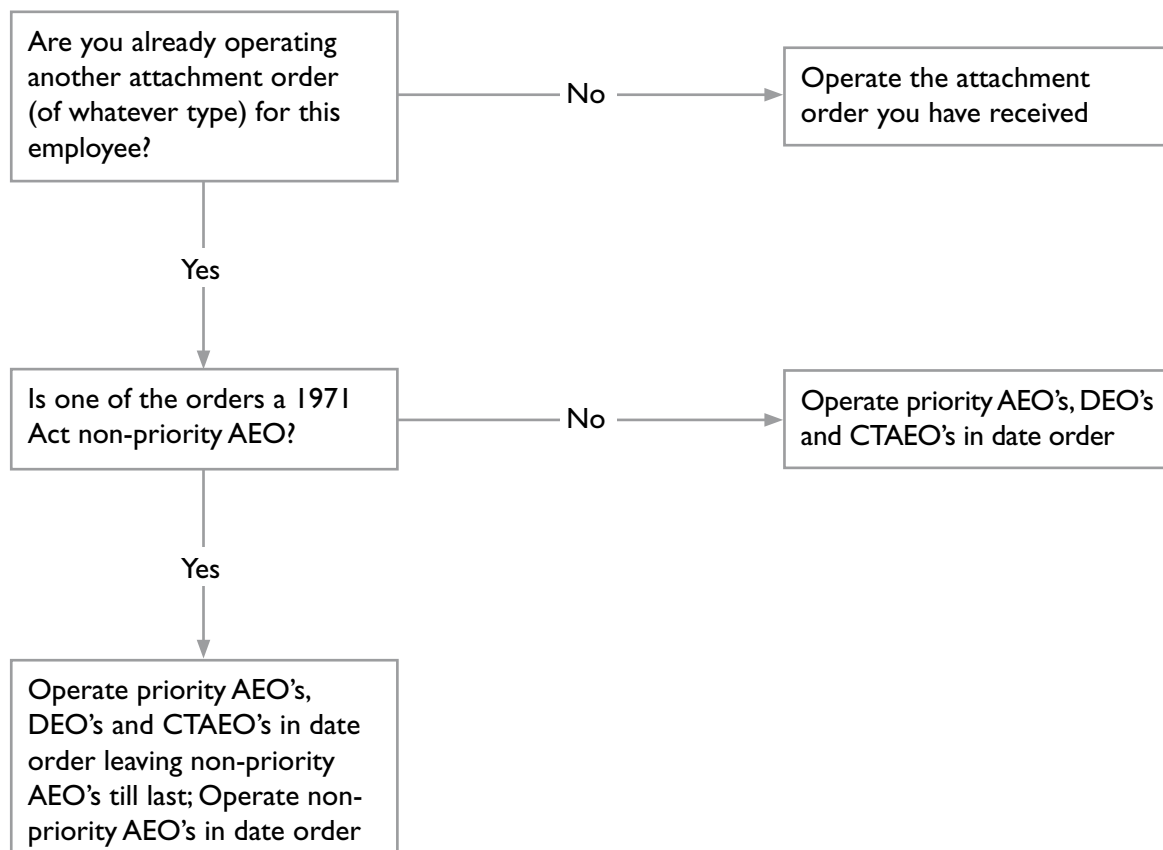 Are you already operating
another attachment order
(of whatever type) for this
employee?
No
Operate the attachment
order you have received
Yes
Is one of the orders a 1971
Act non-priority AEO?
No
Operate priority AEO's, DEO's
and CTAEO's in date order
Yes
Operate priority AEO's,
DEO's and CTAEO's in date
order leaving non-priority
AEO's till last; Operate non-
priority AEO's in date order